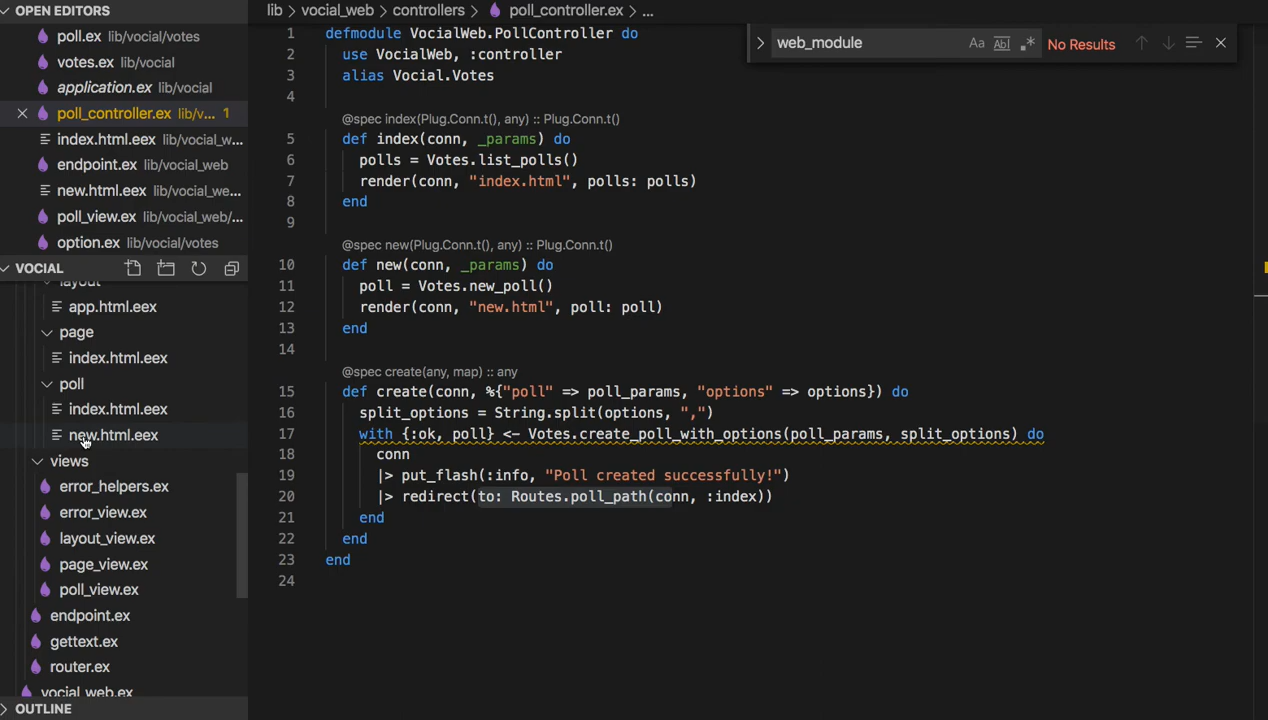 OPEN EDITORS
poll.ex lib/vocial/votes
votes.ex lib/vocial
application.ex lib/vocial
poll_controller.ex lib/v... 1
index.html.eex lib/vocial_w...
endpoint.ex lib/vocial_web
new.html.eex lib/vocial_we...
poll_view.ex lib/vocial_web/...
option.ex lib/vocial/votes
VOCIAL
layout
app.html.eex
page
index.html.eex
poll
index.html.eex
new.html.eex
views
error_helpers.ex
error_view.ex
layout_view.ex
page_view.ex
poll_view.ex
endpoint.ex
gettext.ex
router.ex
vocial_web.ex
OUTLINE
lib > vocial_web > controllers > poll_controller.ex > ...
web_module Aa Abl .* No Results
1 defmodule VocialWeb.PollController do
2 use VocialWeb, :controller
3 alias Vocial.Votes
4
@spec index(Plug.Conn.t(), any) :: Plug.Conn.t()
5 def index(conn, _params) do
6 polls = Votes.list_polls()
7 render(conn, "index.html", polls: polls)
8 end
9
@spec new(Plug.Conn.t(), any) :: Plug.Conn.t()
10 def new(conn, _params) do
11 poll = Votes.new_poll()
12 render(conn, "new.html", poll: poll)
13 end
14
@spec create(any, map) :: any
15 def create(conn, %{"poll" => poll_params, "options" => options}) do
16 split_options = String.split(options, ",")
17 with {:ok, poll} <- Votes.create_poll_with_options(poll_params, split_options) do
18 conn
19 |> put_flash(:info, "Poll created successfully!")
20 |> redirect(to: Routes.poll_path(conn, :index))
21 end
22 end
23 end
24